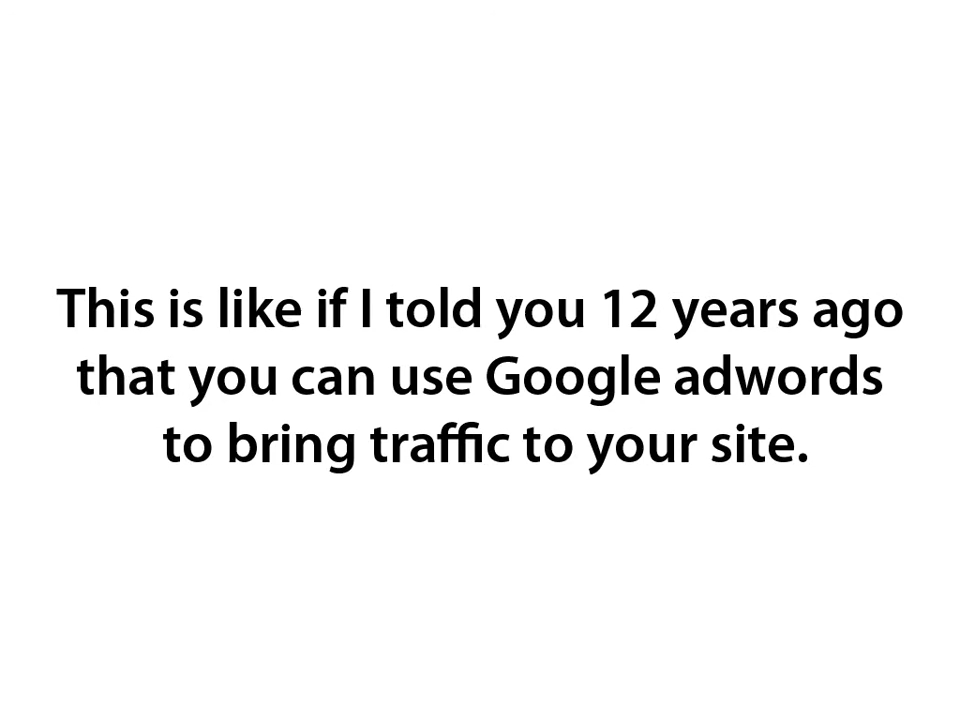 This is like if I told you 12 years ago
that you can use Google adwords
to bring traffic to your site.